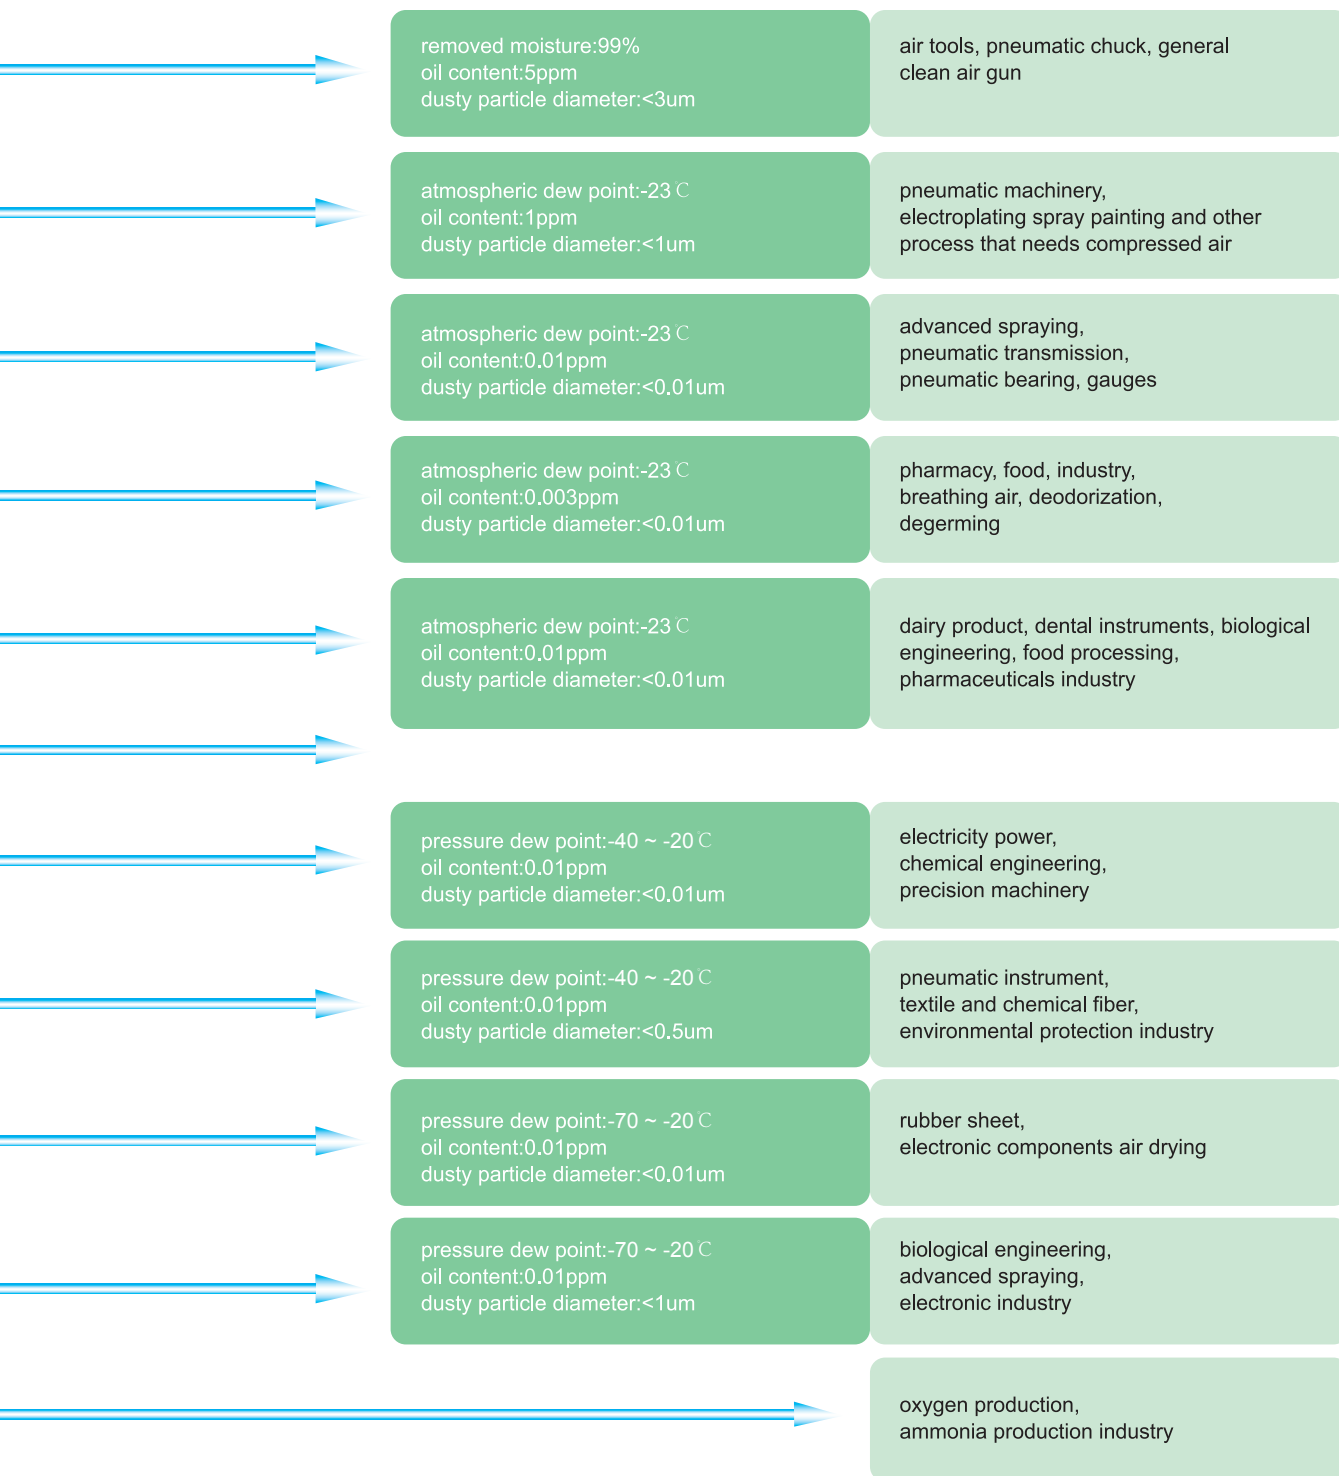 removed moisture:99%
oil content:5ppm
dusty particle diameter:<3um
air tools, pneumatic chuck, general
clean air gun
atmospheric dew point:-23℃
oil content:1ppm
dusty particle diameter:<1um
pneumatic machinery,
electroplating spray painting and other
process that needs compressed air
atmospheric dew point:-23℃
oil content:0.01ppm
dusty particle diameter:<0.01um
advanced spraying,
pneumatic transmission,
pneumatic bearing, gauges
atmospheric dew point:-23℃
oil content:0.003ppm
dusty particle diameter:<0.01um
pharmacy, food, industry,
breathing air, deodorization,
degerming
atmospheric dew point:-23℃
oil content:0.01ppm
dusty particle diameter:<0.01um
dairy product, dental instruments, biological
engineering, food processing,
pharmaceuticals industry
pressure dew point:-40 ~ -20℃
oil content:0.01ppm
dusty particle diameter:<0.01um
electricity power,
chemical engineering,
precision machinery
pressure dew point:-40 ~ -20℃
oil content:0.01ppm
dusty particle diameter:<0.5um
pneumatic instrument,
textile and chemical fiber,
environmental protection industry
pressure dew point:-70 ~ -20℃
oil content:0.01ppm
dusty particle diameter:<0.01um
rubber sheet,
electronic components air drying
pressure dew point:-70 ~ -20℃
oil content:0.01ppm
dusty particle diameter:<1um
biological engineering,
advanced spraying,
electronic industry
oxygen production,
ammonia production industry